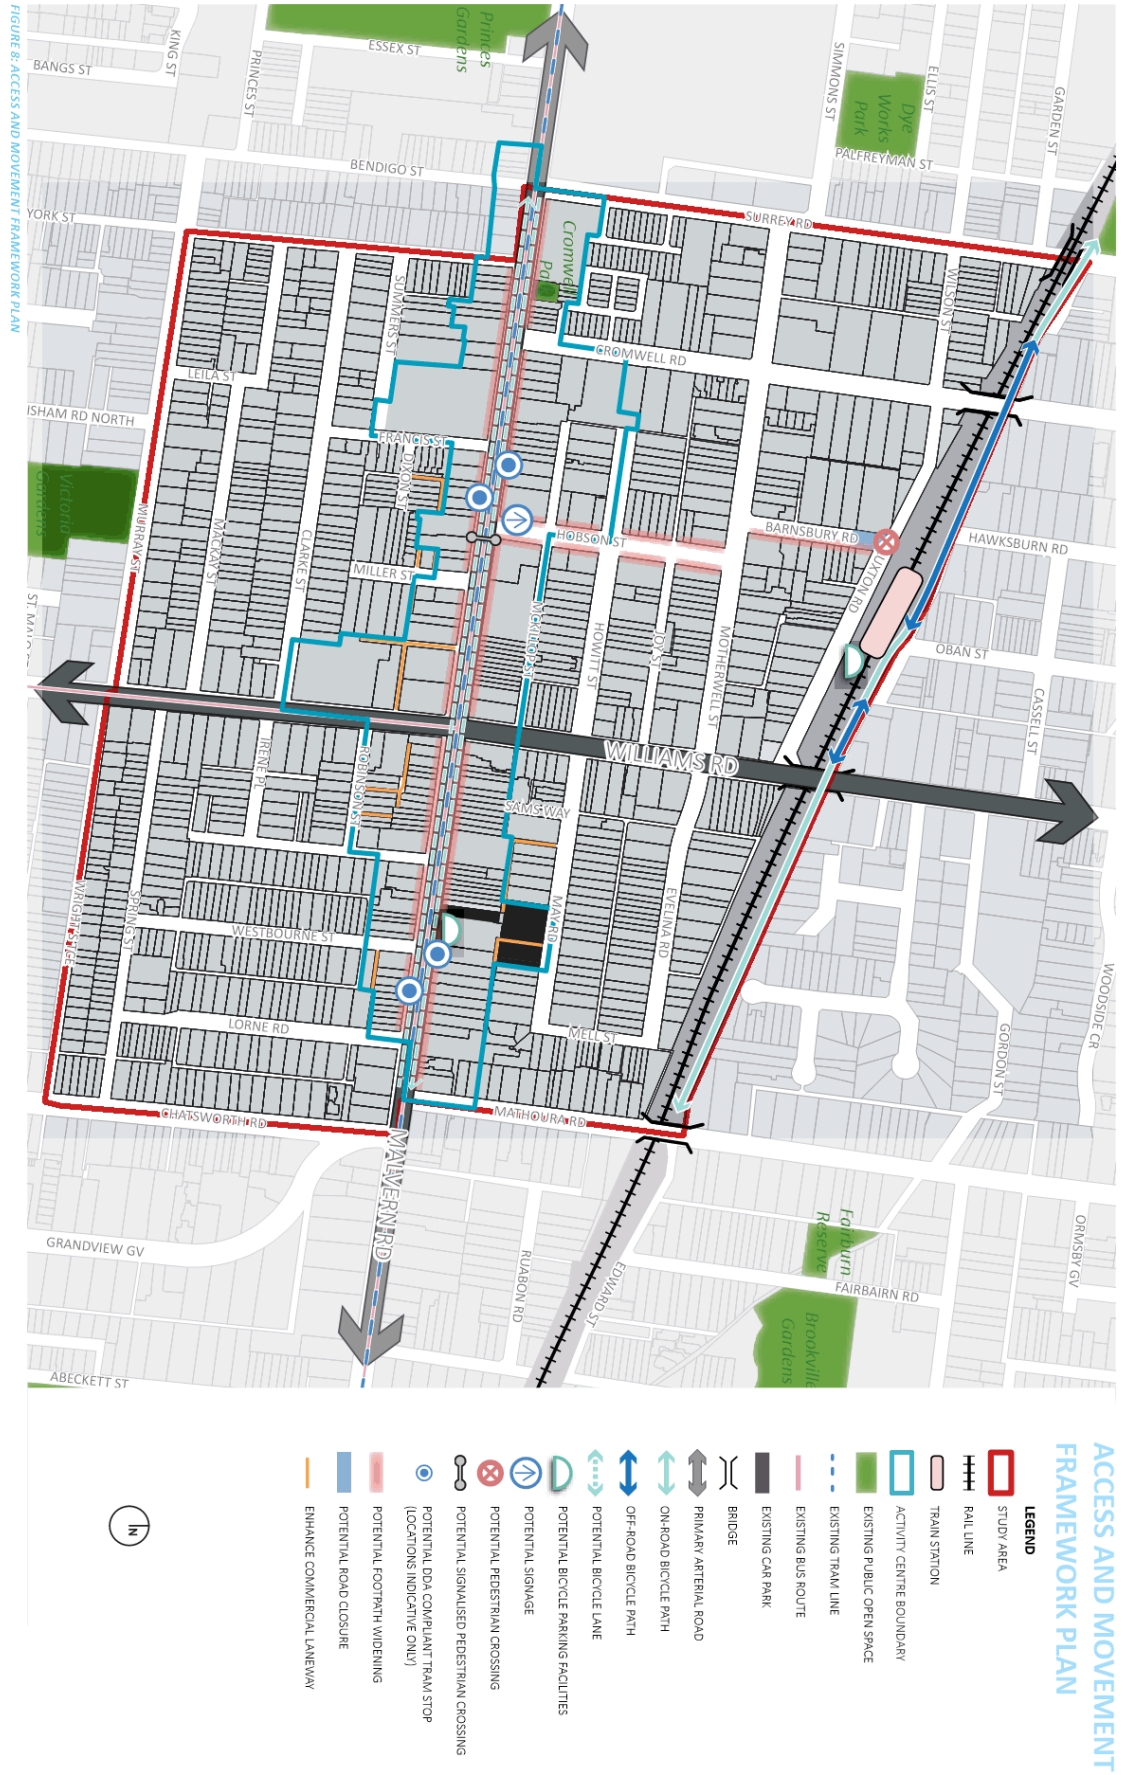 ACCESS AND MOVEMENT
FRAMEWORK PLAN
LEGEND
STUDY AREA
RAIL LINE
TRAIN STATION
ACTIVITY CENTRE BOUNDARY
EXISTING PUBLIC OPEN SPACE
EXISTING TRAM LINE
EXISTING BUS ROUTE
EXISTING CAR PARK
BRIDGE
PRIMARY ARTERIAL ROAD
ON-ROAD BICYCLE PATH
OFF-ROAD BICYCLE PATH
POTENTIAL BICYCLE LANE
POTENTIAL BICYCLE PARKING FACILITIES
POTENTIAL SIGNAGE
POTENTIAL PEDESTRIAN CROSSING
POTENTIAL SIGNALISED PEDESTRIAN CROSSING
POTENTIAL DDA COMPLIANT TRAM STOP
(LOCATIONS INDICATIVE ONLY)
POTENTIAL FOOTPATH WIDENING
POTENTIAL ROAD CLOSURE
ENHANCE COMMERCIAL LANEWAY
N
GARDEN ST
ELLIS ST
SIMMONS ST
Dye
Works
Park
PALFREYMAN ST
Princes
Gardens
ESSEX ST
PRINCES ST
KING ST
BANGS ST
BENDIGO ST
YORK ST
SURREY RD
Cromwell
Park
WILSON ST
CROMWELL RD
SUMMERS ST
LEILA ST
ISHAM RD NORTH
FRANCIS ST
DIXON ST
Victoria
Gardens
MURRAY ST
MACKAY ST
CLARKE ST
MILLER ST
HOBSON ST
BARNSBURY RD
HAWKSBURN RD
LUXTON RD
OBAN ST
CASSELL ST
MCKILLOP ST
HOWITT ST
JOY ST
MOTHERWELL ST
WILLIAMS RD
IRENE PL
ROBINSON ST
SAMS WAY
MAY RD
EVELINA RD
WRIGHTS TCE
SPRING ST
WESTBOURNE ST
LORNE RD
MELL ST
WOODSIDE CR
GORDON ST
CHATSWORTH RD
MATHOURA RD
MALVERN RD
GRANDVIEW GV
RUABON RD
EDWARD ST
Fairburn
Reserve
FAIRBAIRN RD
ORMSBY GV
Brookville
Gardens
ABECKETT ST
FIGURE 8: ACCESS AND MOVEMENT FRAMEWORK PLAN